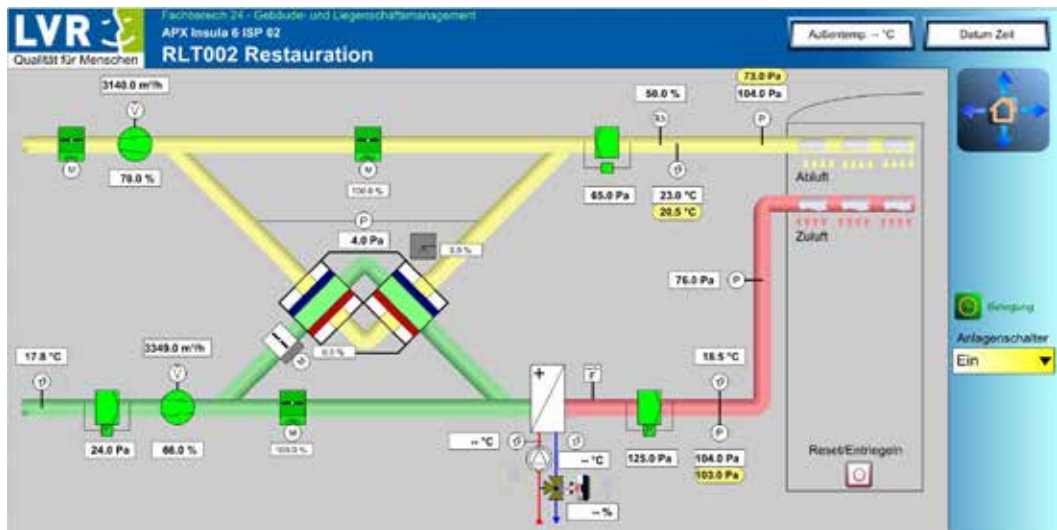 LVR
Qualität für Menschen
Fachbereich 24 - Gebäude- und Liegenschaftsmanagement
APX Insula 6 ISP 02
RLT002 Restauration
Außentemp. -- °C
Datum Zeit
3140.0 m³/h
V
M
70.0 %
M
100.0 %
65.0 Pa
50.0 %
23.0 °C
20.5 °C
73.0 Pa
104.0 Pa
P
Abluft
Zuluft
P
4.0 Pa
0.0 %
76.0 Pa
P
M
0.0 %
17.8 °C
3349.0 m³/h
V
24.0 Pa
66.0 %
M
100.0 %
+
-- °C
-- °C
-- %
F
125.0 Pa
18.5 °C
P
104.0 Pa
103.0 Pa
Belegung
Anlagenschalter
Ein
Reset/Entriegeln